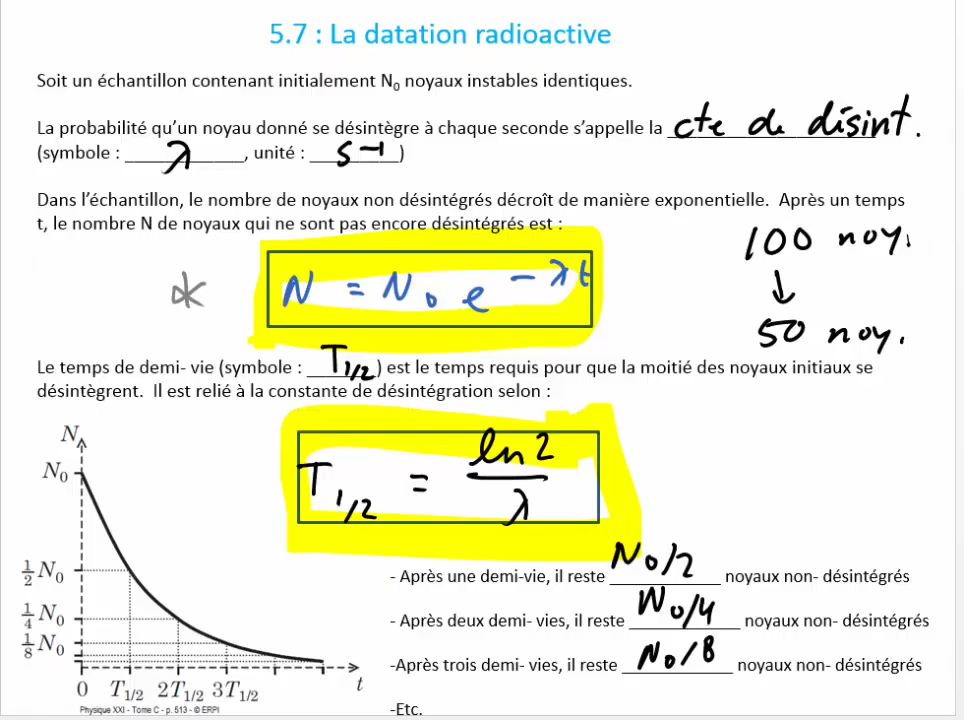 5.7 : La datation radioactive
Soit un échantillon contenant initialement N₀ noyaux instables identiques.
La probabilité qu'un noyau donné se désintègre à chaque seconde s'appelle la cte de désint.
(symbole : λ, unité : s⁻¹)
Dans l'échantillon, le nombre de noyaux non désintégrés décroît de manière exponentielle. Après un temps
t, le nombre N de noyaux qui ne sont pas encore désintégrés est :
100 noy.
↓
50 noy.
* N = N₀ e^(-λt)
Le temps de demi- vie (symbole : T1/2) est le temps requis pour que la moitié des noyaux initiaux se
désintègrent. Il est relié à la constante de désintégration selon :
T1/2 = ln 2 / λ
N
N₀
1/2 N₀
1/4 N₀
1/8 N₀
0 T1/2 2T1/2 3T1/2 t
Physique XXI - Tome C - p. 513 - © ERPI
- Après une demi-vie, il reste N₀/2 noyaux non- désintégrés
- Après deux demi- vies, il reste N₀/4 noyaux non- désintégrés
-Après trois demi- vies, il reste N₀/8 noyaux non- désintégrés
-Etc.